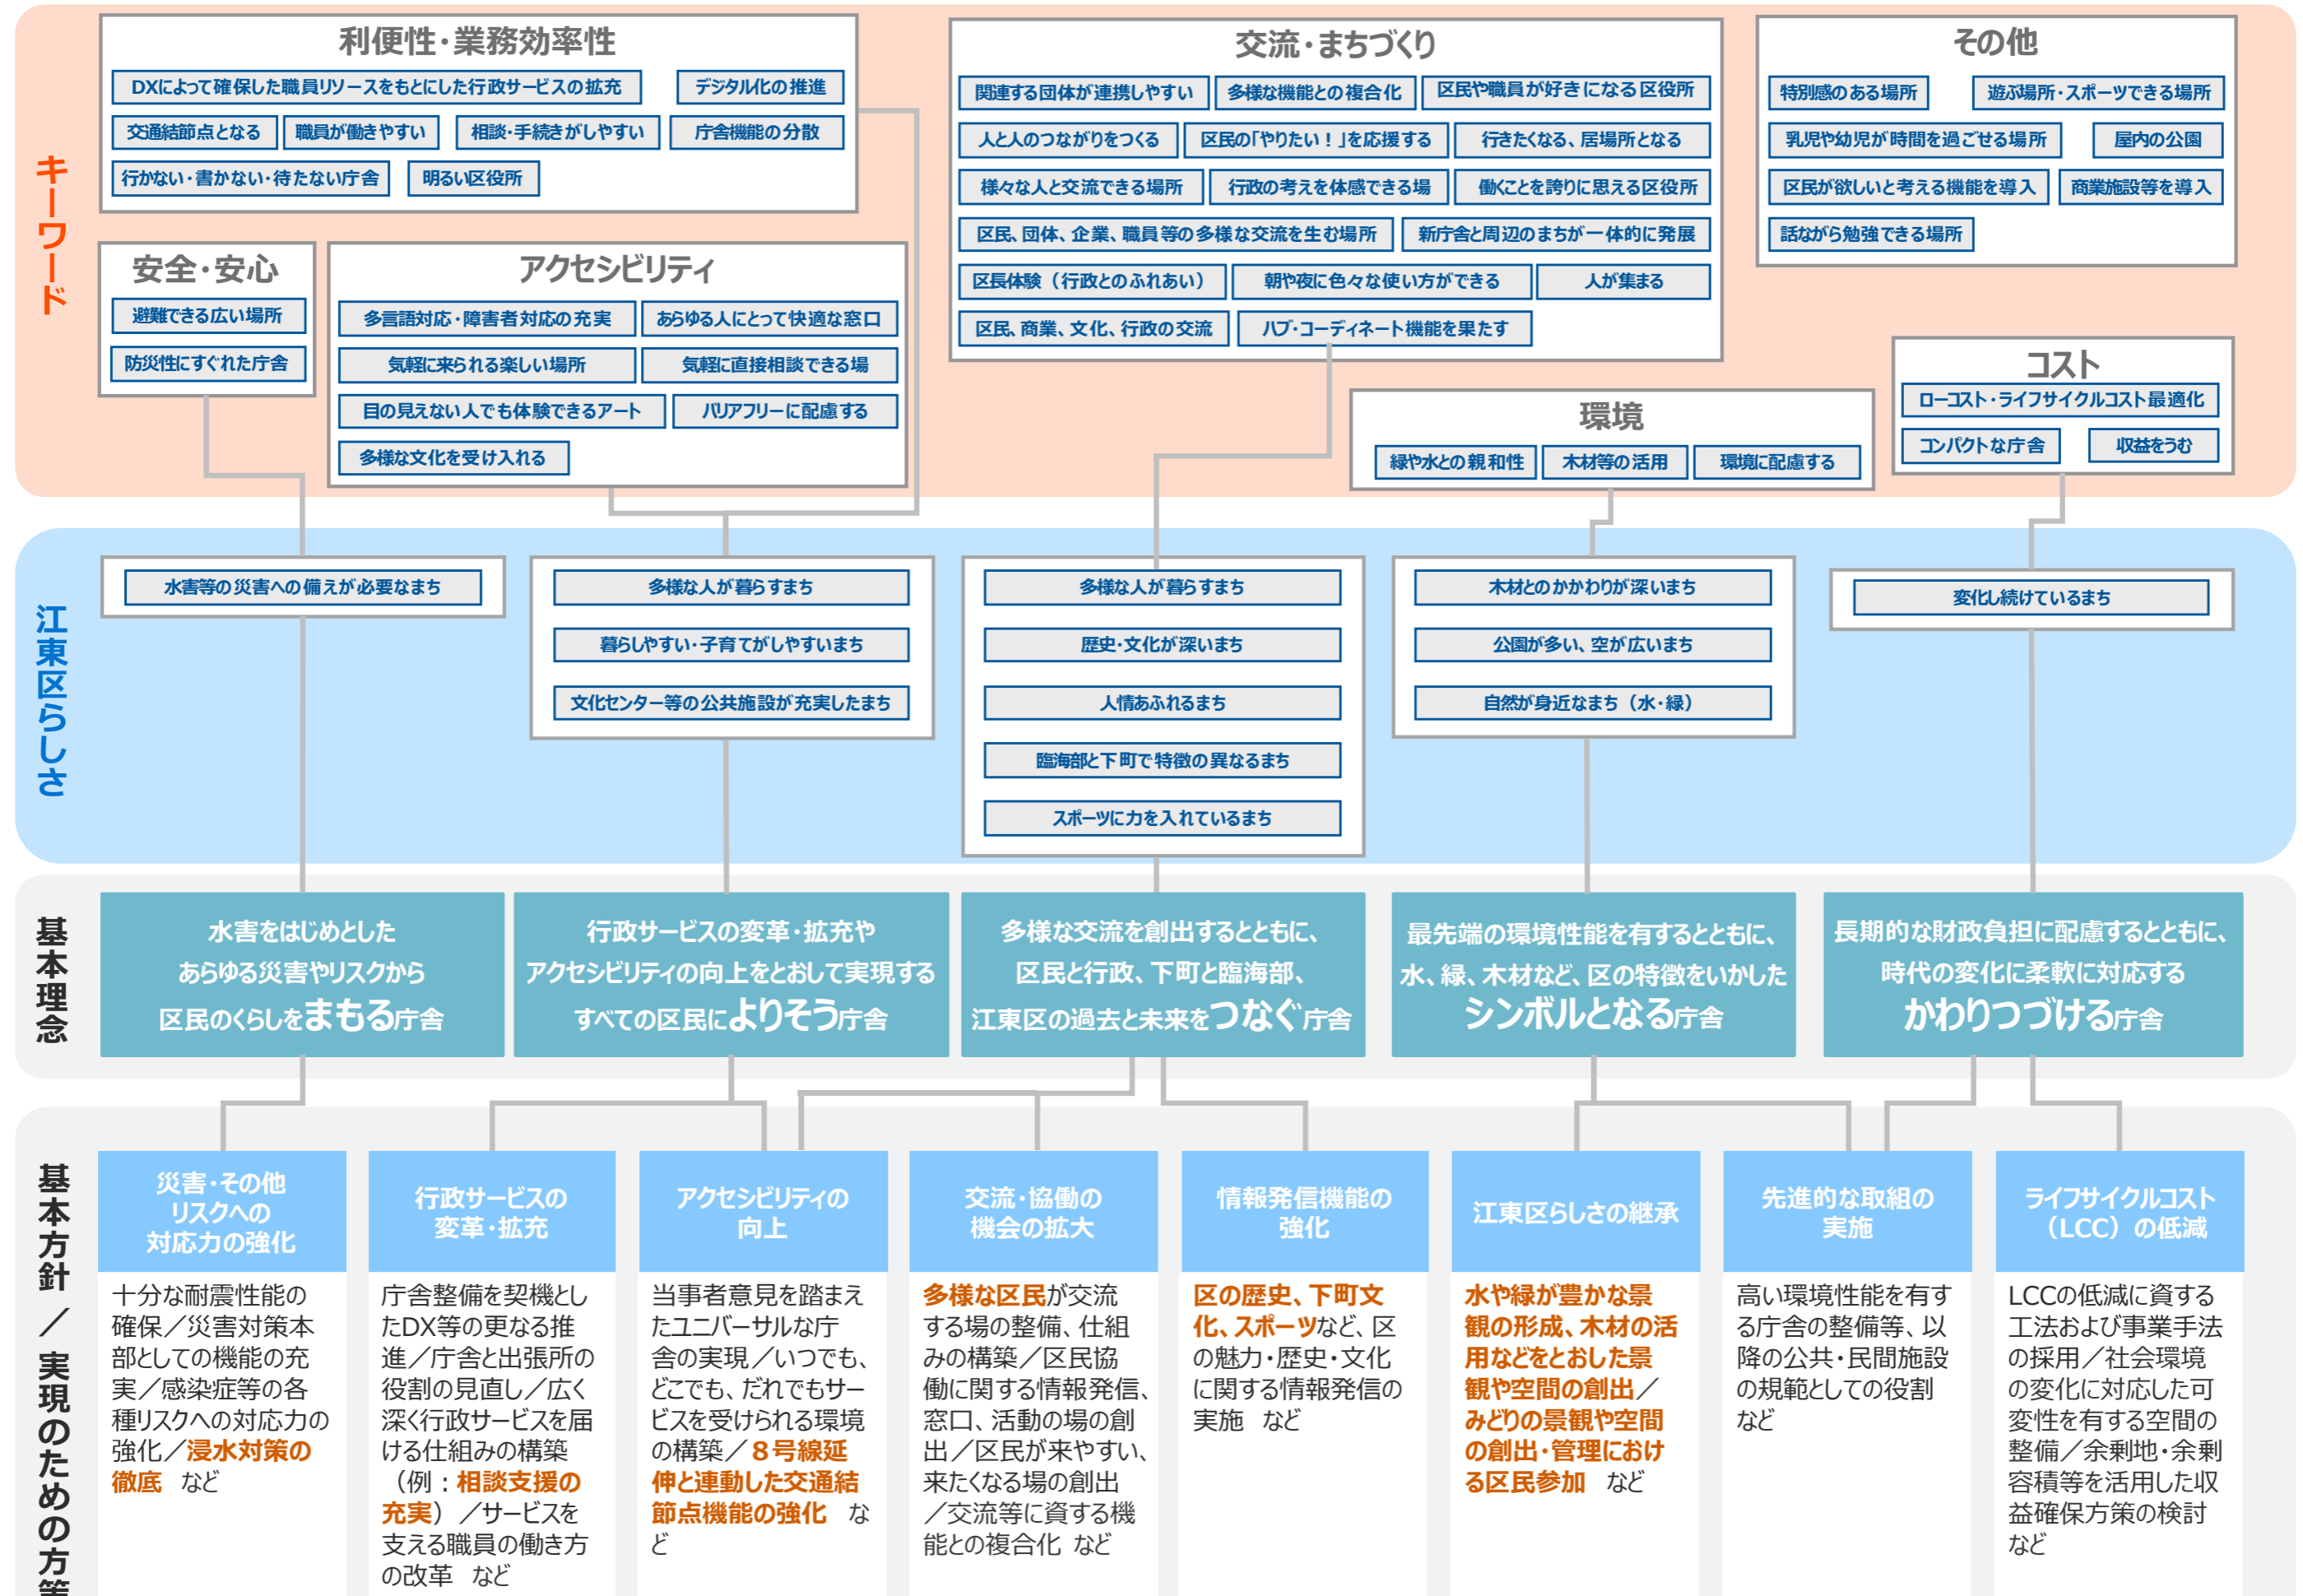 キーワード
利便性・業務効率性
DXによって確保した職員リソースをもとにした行政サービスの拡充
デジタル化の推進
交通結節点となる
職員が働きやすい
相談・手続きがしやすい
庁舎機能の分散
行かない・書かない・待たない庁舎
明るい区役所
交流・まちづくり
関連する団体が連携しやすい
多様な機能との複合化
区民や職員が好きになる区役所
人と人のつながりをつくる
区民の「やりたい！」を応援する
行きたくなる、居場所となる
様々な人と交流できる場所
行政の考えを体感できる場
働くことを誇りに思える区役所
区民、団体、企業、職員等の多様な交流を生む場所
新庁舎と周辺のまちが一体的に発展
区長体験（行政とのふれあい）
朝や夜に色々な使い方ができる
人が集まる
区民、商業、文化、行政の交流
ハブ・コーディネート機能を果たす
その他
特別感のある場所
遊ぶ場所・スポーツできる場所
乳児や幼児が時間を過ごせる場所
屋内の公園
区民が欲しいと考える機能を導入
商業施設等を導入
話ながら勉強できる場所
安全・安心
避難できる広い場所
防災性にすぐれた庁舎
アクセシビリティ
多言語対応・障害者対応の充実
あらゆる人にとって快適な窓口
気軽に来られる楽しい場所
気軽に直接相談できる場
目の見えない人でも体験できるアート
バリアフリーに配慮する
多様な文化を受け入れる
環境
緑や水との親和性
木材等の活用
環境に配慮する
コスト
ローコスト・ライフサイクルコスト最適化
コンパクトな庁舎
収益をうむ
江東区らしさ
水害等の災害への備えが必要なまち
多様な人が暮らすまち
暮らしやすい・子育てがしやすいまち
文化センター等の公共施設が充実したまち
多様な人が暮らすまち
歴史・文化が深いまち
人情あふれるまち
臨海部と下町で特徴の異なるまち
スポーツに力を入れているまち
木材とのかかわりが深いまち
公園が多い、空が広いまち
自然が身近なまち（水・緑）
変化し続けているまち
基本理念
水害をはじめとした
あらゆる災害やリスクから
区民のくらしをまもる庁舎
行政サービスの変革・拡充や
アクセシビリティの向上をとおして実現する
すべての区民によりそう庁舎
多様な交流を創出するとともに、
区民と行政、下町と臨海部、
江東区の過去と未来をつなぐ庁舎
最先端の環境性能を有するとともに、
水、緑、木材など、区の特徴をいかした
シンボルとなる庁舎
長期的な財政負担に配慮するとともに、
時代の変化に柔軟に対応する
かわりつづける庁舎
基本方針／実現のための方策
災害・その他
リスクへの
対応力の強化
十分な耐震性能の
確保／災害対策本
部としての機能の充
実／感染症等の各
種リスクへの対応力の
強化／浸水対策の
徹底　など
行政サービスの
変革・拡充
庁舎整備を契機とし
たDX等の更なる推
進／庁舎と出張所の
役割の見直し／広く
深く行政サービスを届
ける仕組みの構築
（例：相談支援の
充実）／サービスを
支える職員の働き方
の改革　など
アクセシビリティの
向上
当事者意見を踏まえ
たユニバーサルな庁
舎の実現／いつでも、
どこでも、だれでもサー
ビスを受けられる環境
の構築／８号線延
伸と連動した交通結
節点機能の強化　な
ど
交流・協働の
機会の拡大
多様な区民が交流
する場の整備、仕組
みの構築／区民協
働に関する情報発信、
窓口、活動の場の創
出／区民が来やすい、
来たくなる場の創出
／交流等に資する機
能との複合化 など
情報発信機能の
強化
区の歴史、下町文
化、スポーツなど、区
の魅力・歴史・文化
に関する情報発信の
実施　など
江東区らしさの継承
水や緑が豊かな景
観の形成、木材の活
用などをとおした景
観や空間の創出／
みどりの景観や空間
の創出・管理におけ
る区民参加　など
先進的な取組の
実施
高い環境性能を有す
る庁舎の整備等、以
降の公共・民間施設
の規範としての役割
など
ライフサイクルコスト
（LCC）の低減
LCCの低減に資する
工法および事業手法
の採用／社会環境
の変化に対応した可
変性を有する空間の
整備／余剰地・余剰
容積等を活用した収
益確保方策の検討
など